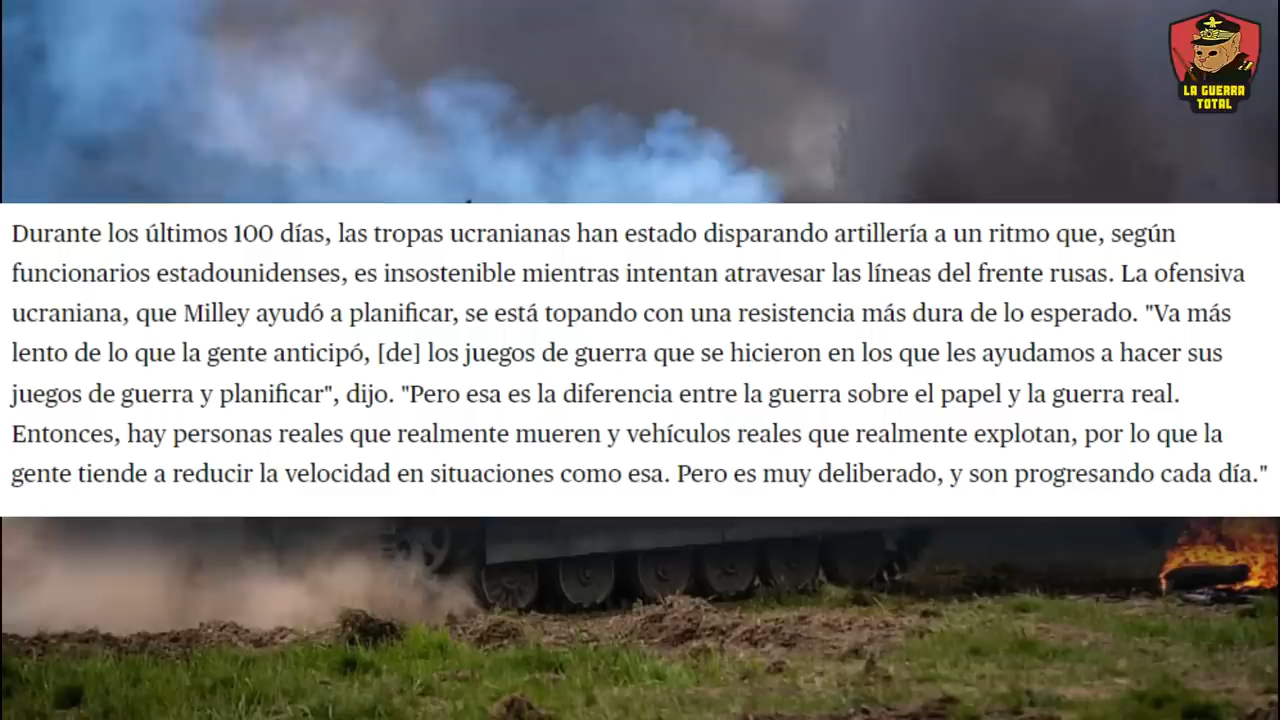 LA GUERRA
TOTAL
Durante los últimos 100 días, las tropas ucranianas han estado disparando artillería a un ritmo que, según
funcionarios estadounidenses, es insostenible mientras intentan atravesar las líneas del frente rusas. La ofensiva
ucraniana, que Milley ayudó a planificar, se está topando con una resistencia más dura de lo esperado. "Va más
lento de lo que la gente anticipó, [de] los juegos de guerra que se hicieron en los que les ayudamos a hacer sus
juegos de guerra y planificar", dijo. "Pero esa es la diferencia entre la guerra sobre el papel y la guerra real.
Entonces, hay personas reales que realmente mueren y vehículos reales que realmente explotan, por lo que la
gente tiende a reducir la velocidad en situaciones como esa. Pero es muy deliberado, y son progresando cada día."